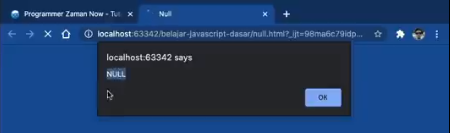 Programmer Zaman Now - Tut
Null
localhost:63342/belajar-javascript-dasar/null.html?_ijt=98ma6c79idp...
localhost:63342 says
NULL
OK